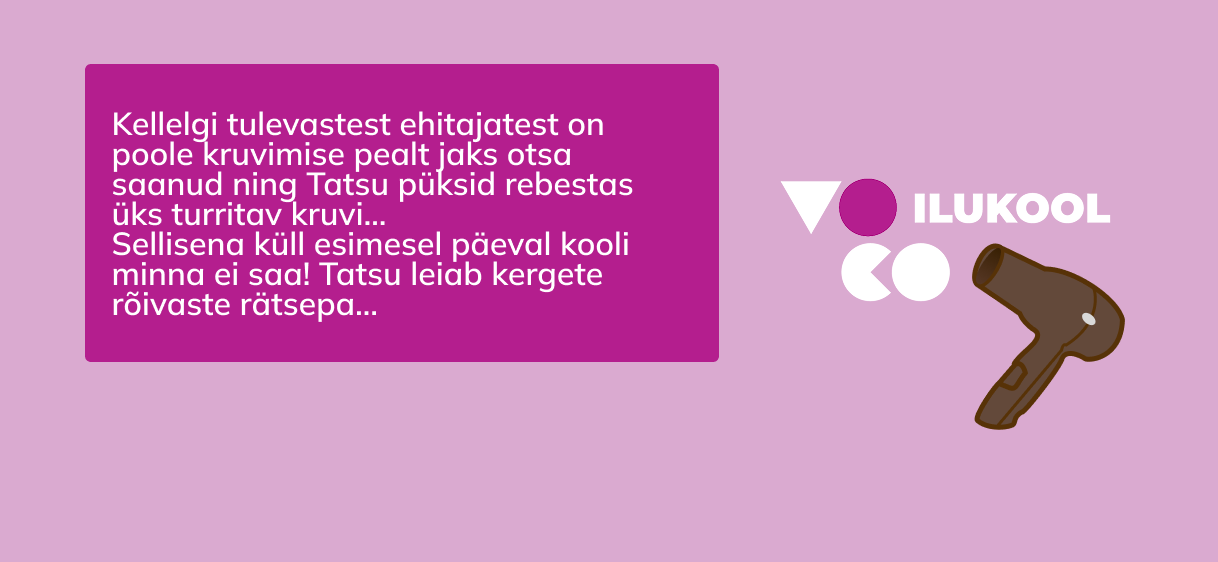 Kellelgi tulevastest ehitajatest on
poole kruvimise pealt jaks otsa
saanud ning Tatsu püksid rebestas
üks turritav kruvi...
Sellisena küll esimesel päeval kooli
minna ei saa! Tatsu leiab kergete
rõivaste rätsepa...
VOCO ILUKOOL